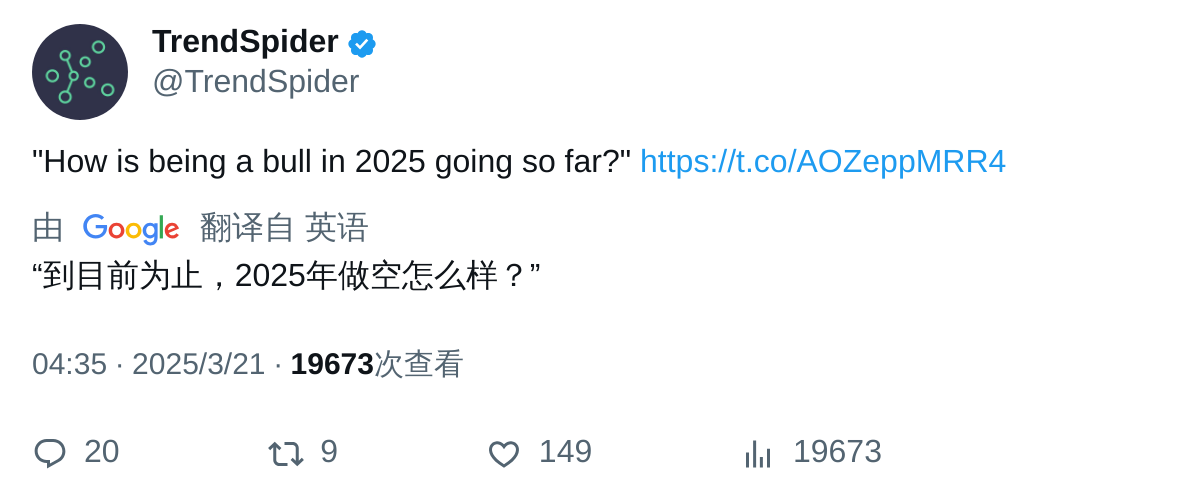 TrendSpider
@TrendSpider
"How is being a bull in 2025 going so far?" https://t.co/AOZeppMRR4
由 Google 翻译自 英语
“到目前为止，2025年做空怎么样？”
04:35 · 2025/3/21 · 19673次查看
20 9 149 19673